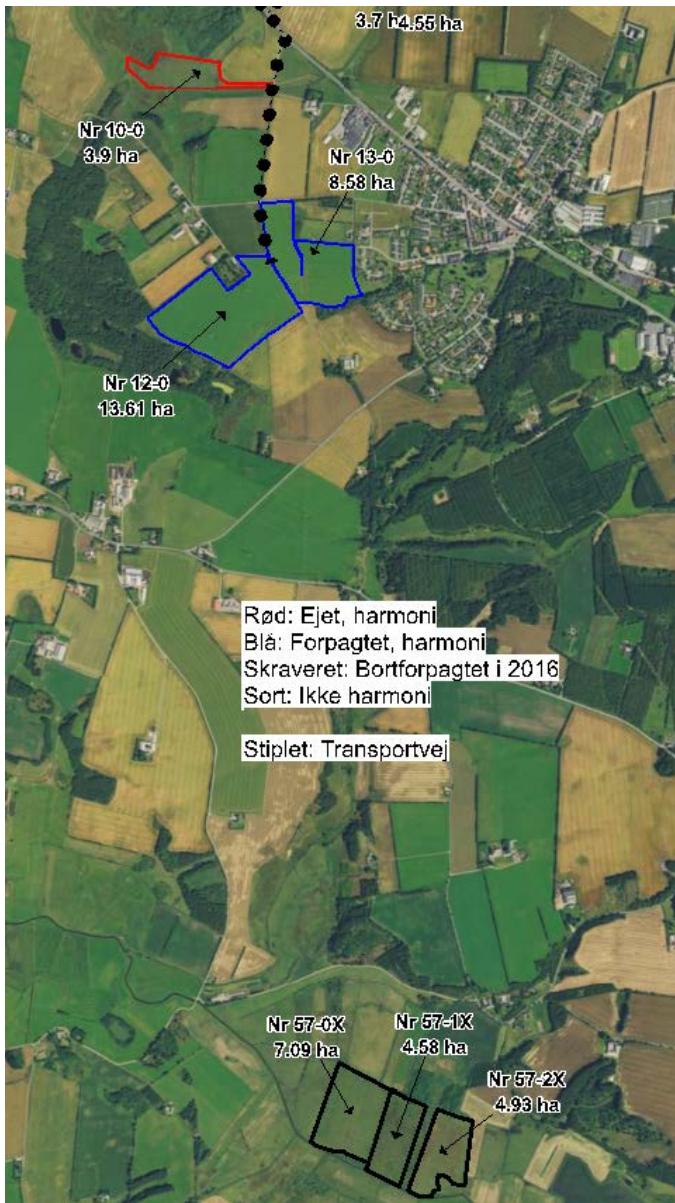 3.7 h 4.55 ha
Nr 10-0
3.9 ha
Nr 13-0
8.58 ha
Nr 12-0
13.61 ha
Rød: Ejet, harmoni
Blå: Forpagtet, harmoni
Skraveret: Bortforpagtet i 2016
Sort: Ikke harmoni
Stiplet: Transportvej
Nr 57-0X
7.09 ha
Nr 57-1X
4.58 ha
Nr 57-2X
4.93 ha